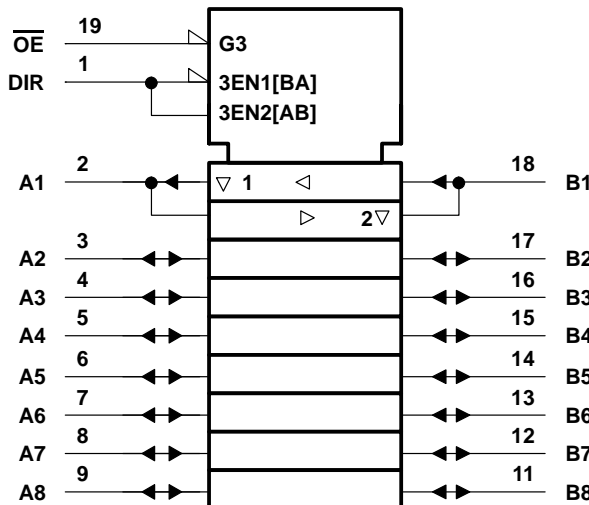 OE 19 G3
DIR 1 3EN1[BA]
3EN2[AB]
A1 2 1 18 B1
2
A2 3 17 B2
A3 4 16 B3
A4 5 15 B4
A5 6 14 B5
A6 7 13 B6
A7 8 12 B7
A8 9 11 B8